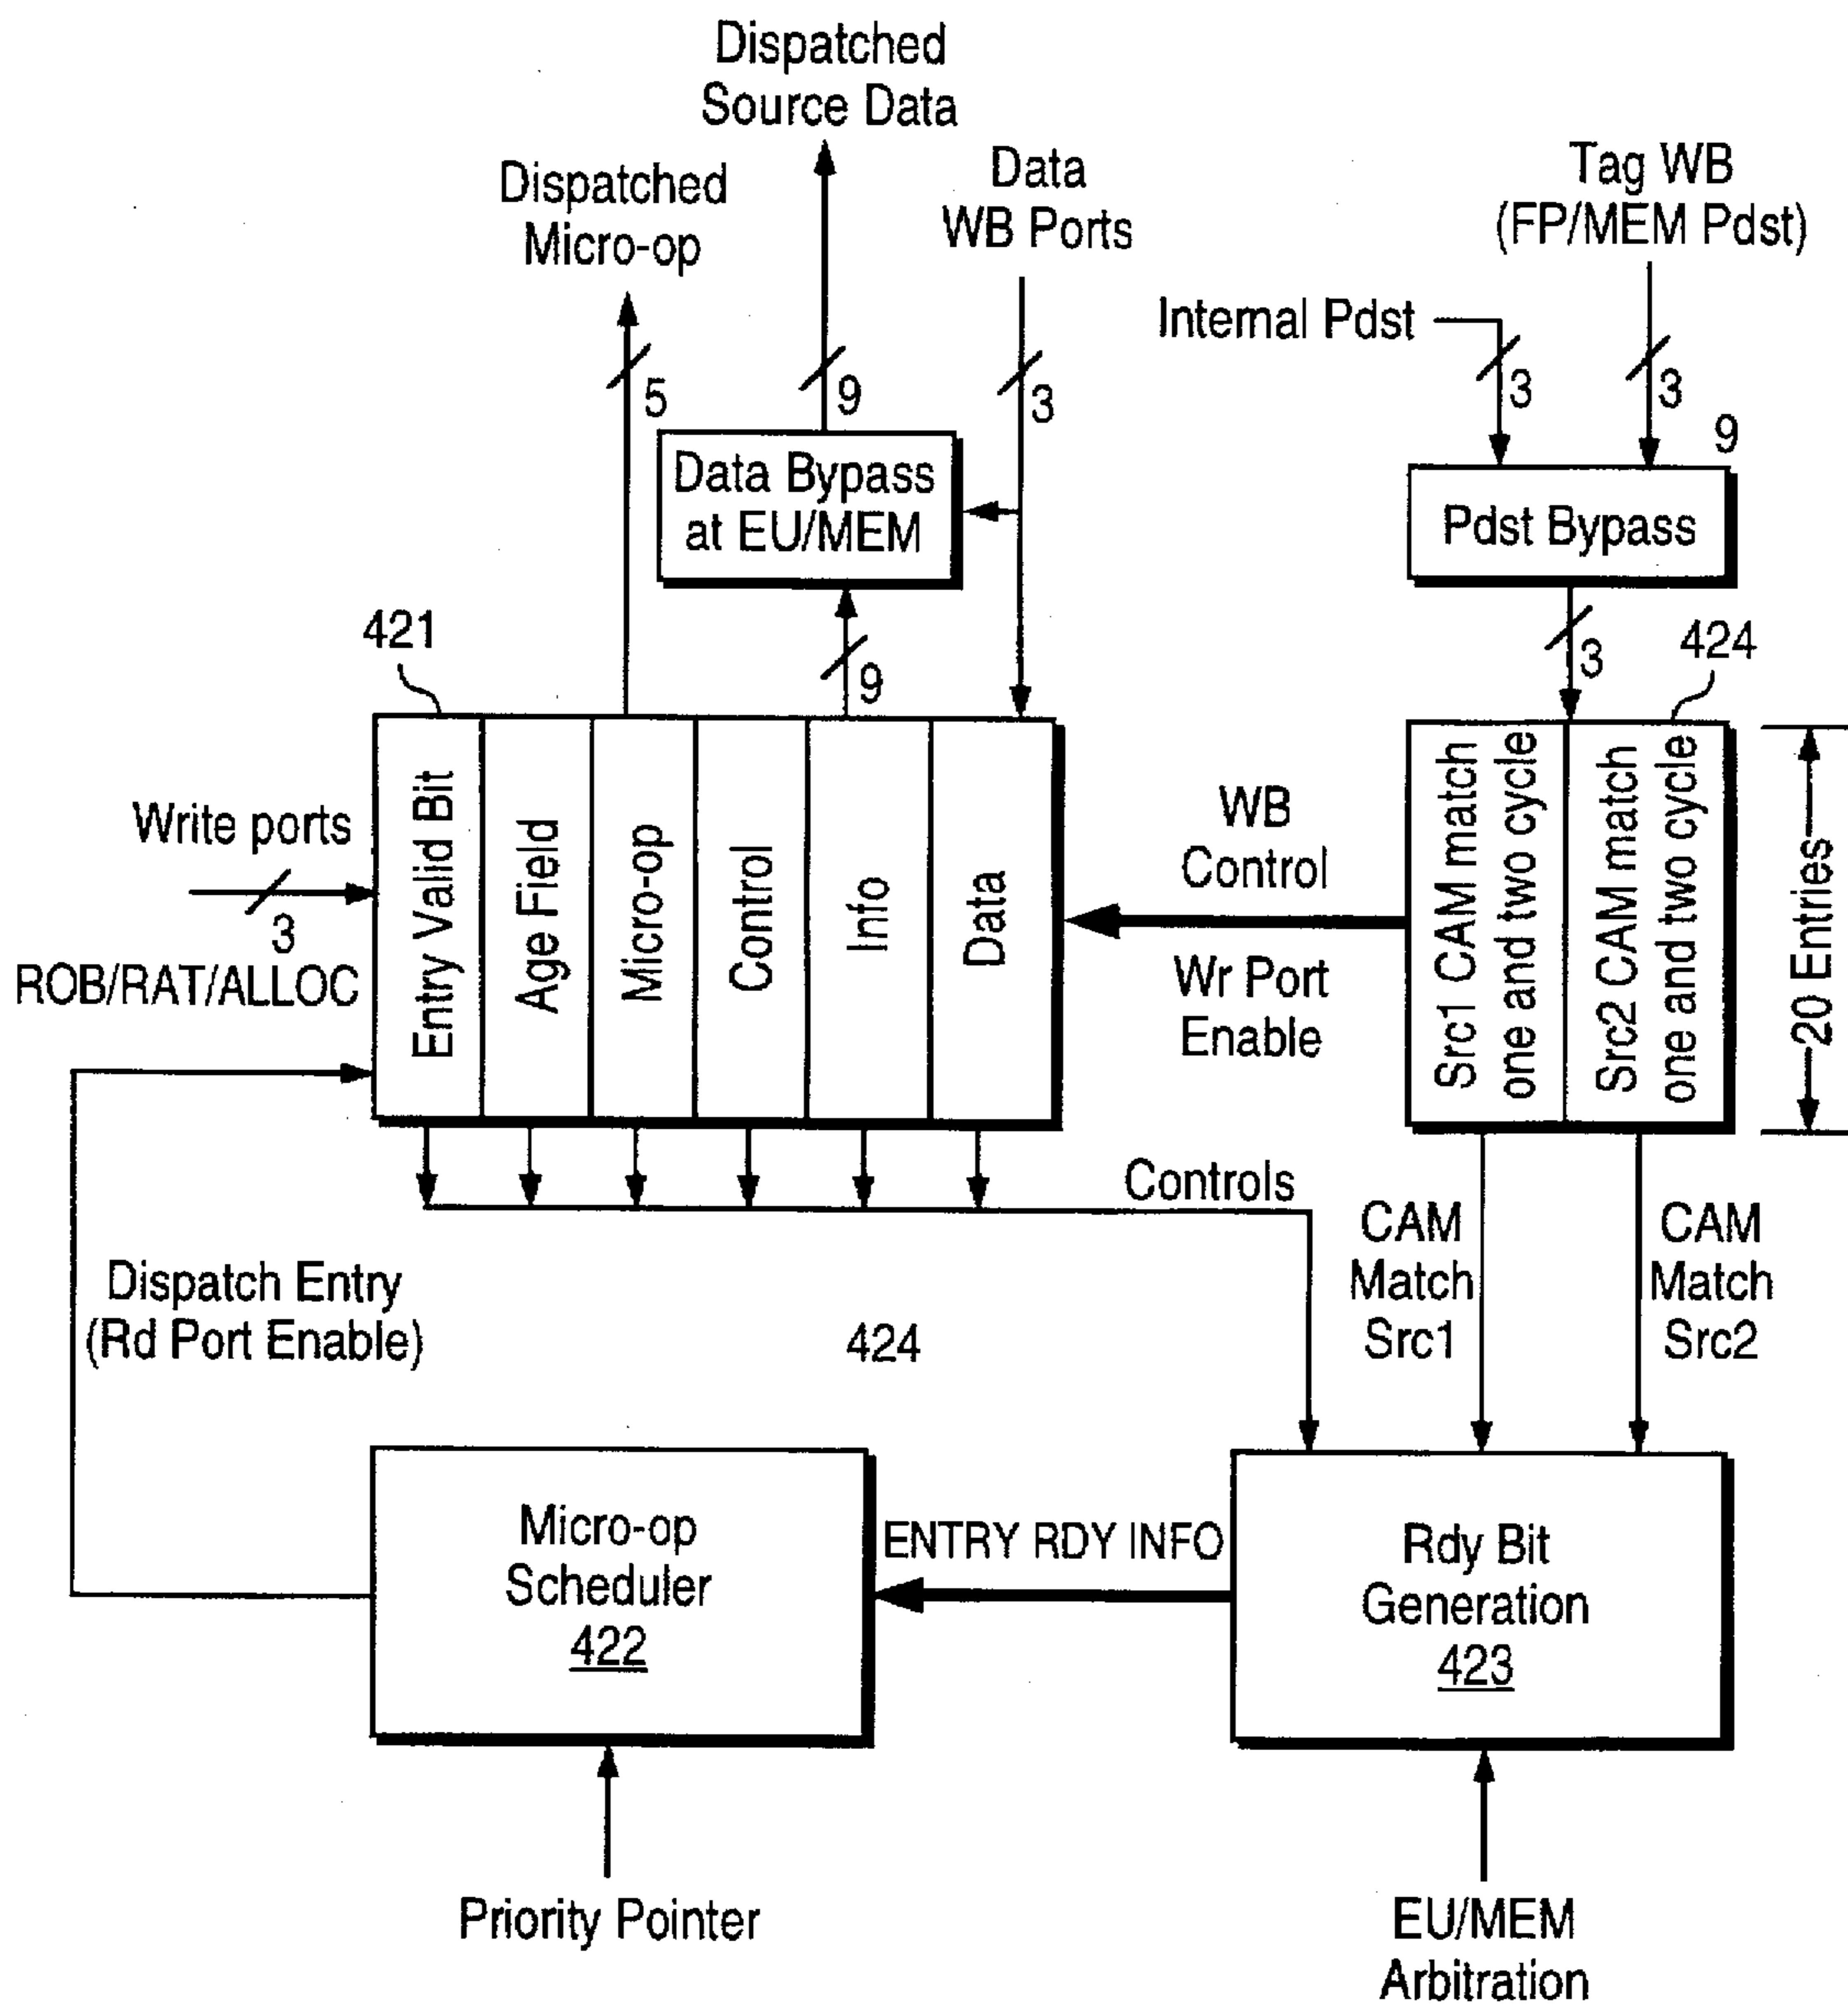 Dispatched
Source Data
Dispatched
Micro-op
Data
WB Ports
Tag WB
(FP/MEM Pdst)
Internal Pdst
5
9
3
3
3
9
Data Bypass
at EU/MEM
Pdst Bypass
421
9
3
424
Write ports
3
ROB/RAT/ALLOC
Entry Valid Bit
Age Field
Micro-op
Control
Info
Data
WB
Control
Wr Port
Enable
Src1 CAM match
one and two cycle
Src2 CAM match
one and two cycle
20 Entries
Controls
CAM
Match
Src1
CAM
Match
Src2
Dispatch Entry
(Rd Port Enable)
424
Micro-op
Scheduler
422
ENTRY RDY INFO
Rdy Bit
Generation
423
Priority Pointer
EU/MEM
Arbitration